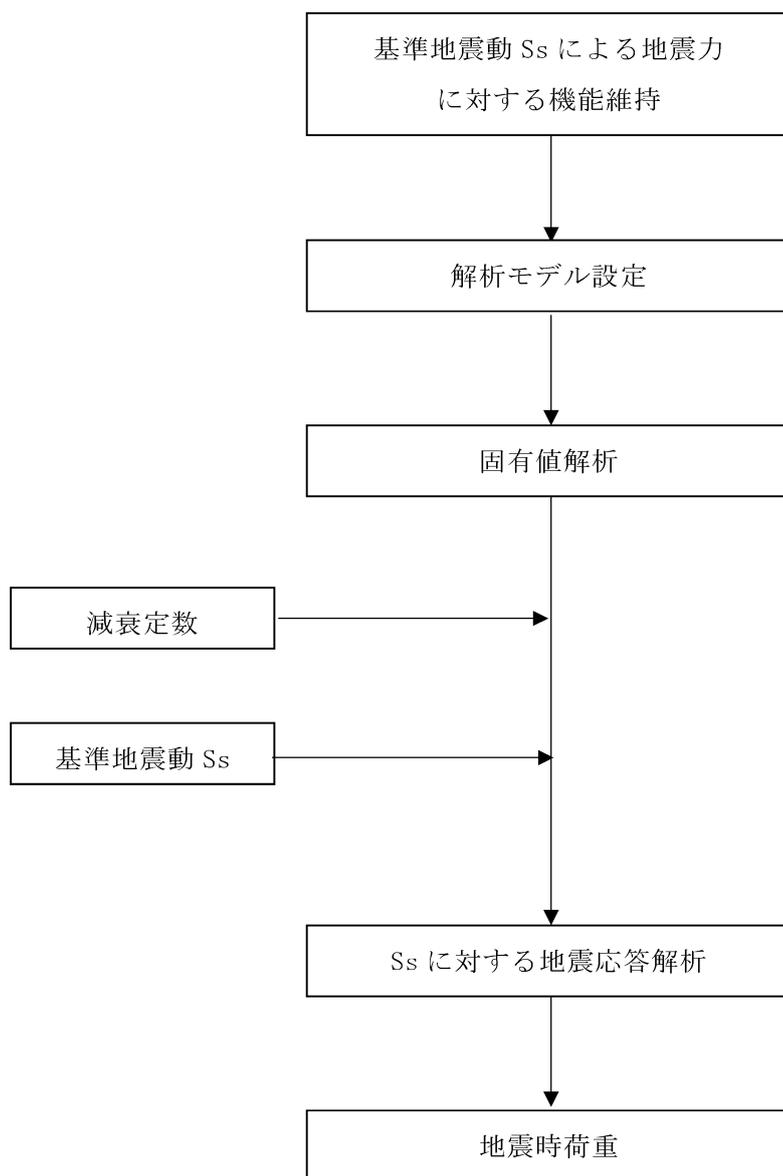 基準地震動 Ss による地震力
に対する機能維持
解析モデル設定
固有値解析
減衰定数
基準地震動 Ss
Ss に対する地震応答解析
地震時荷重